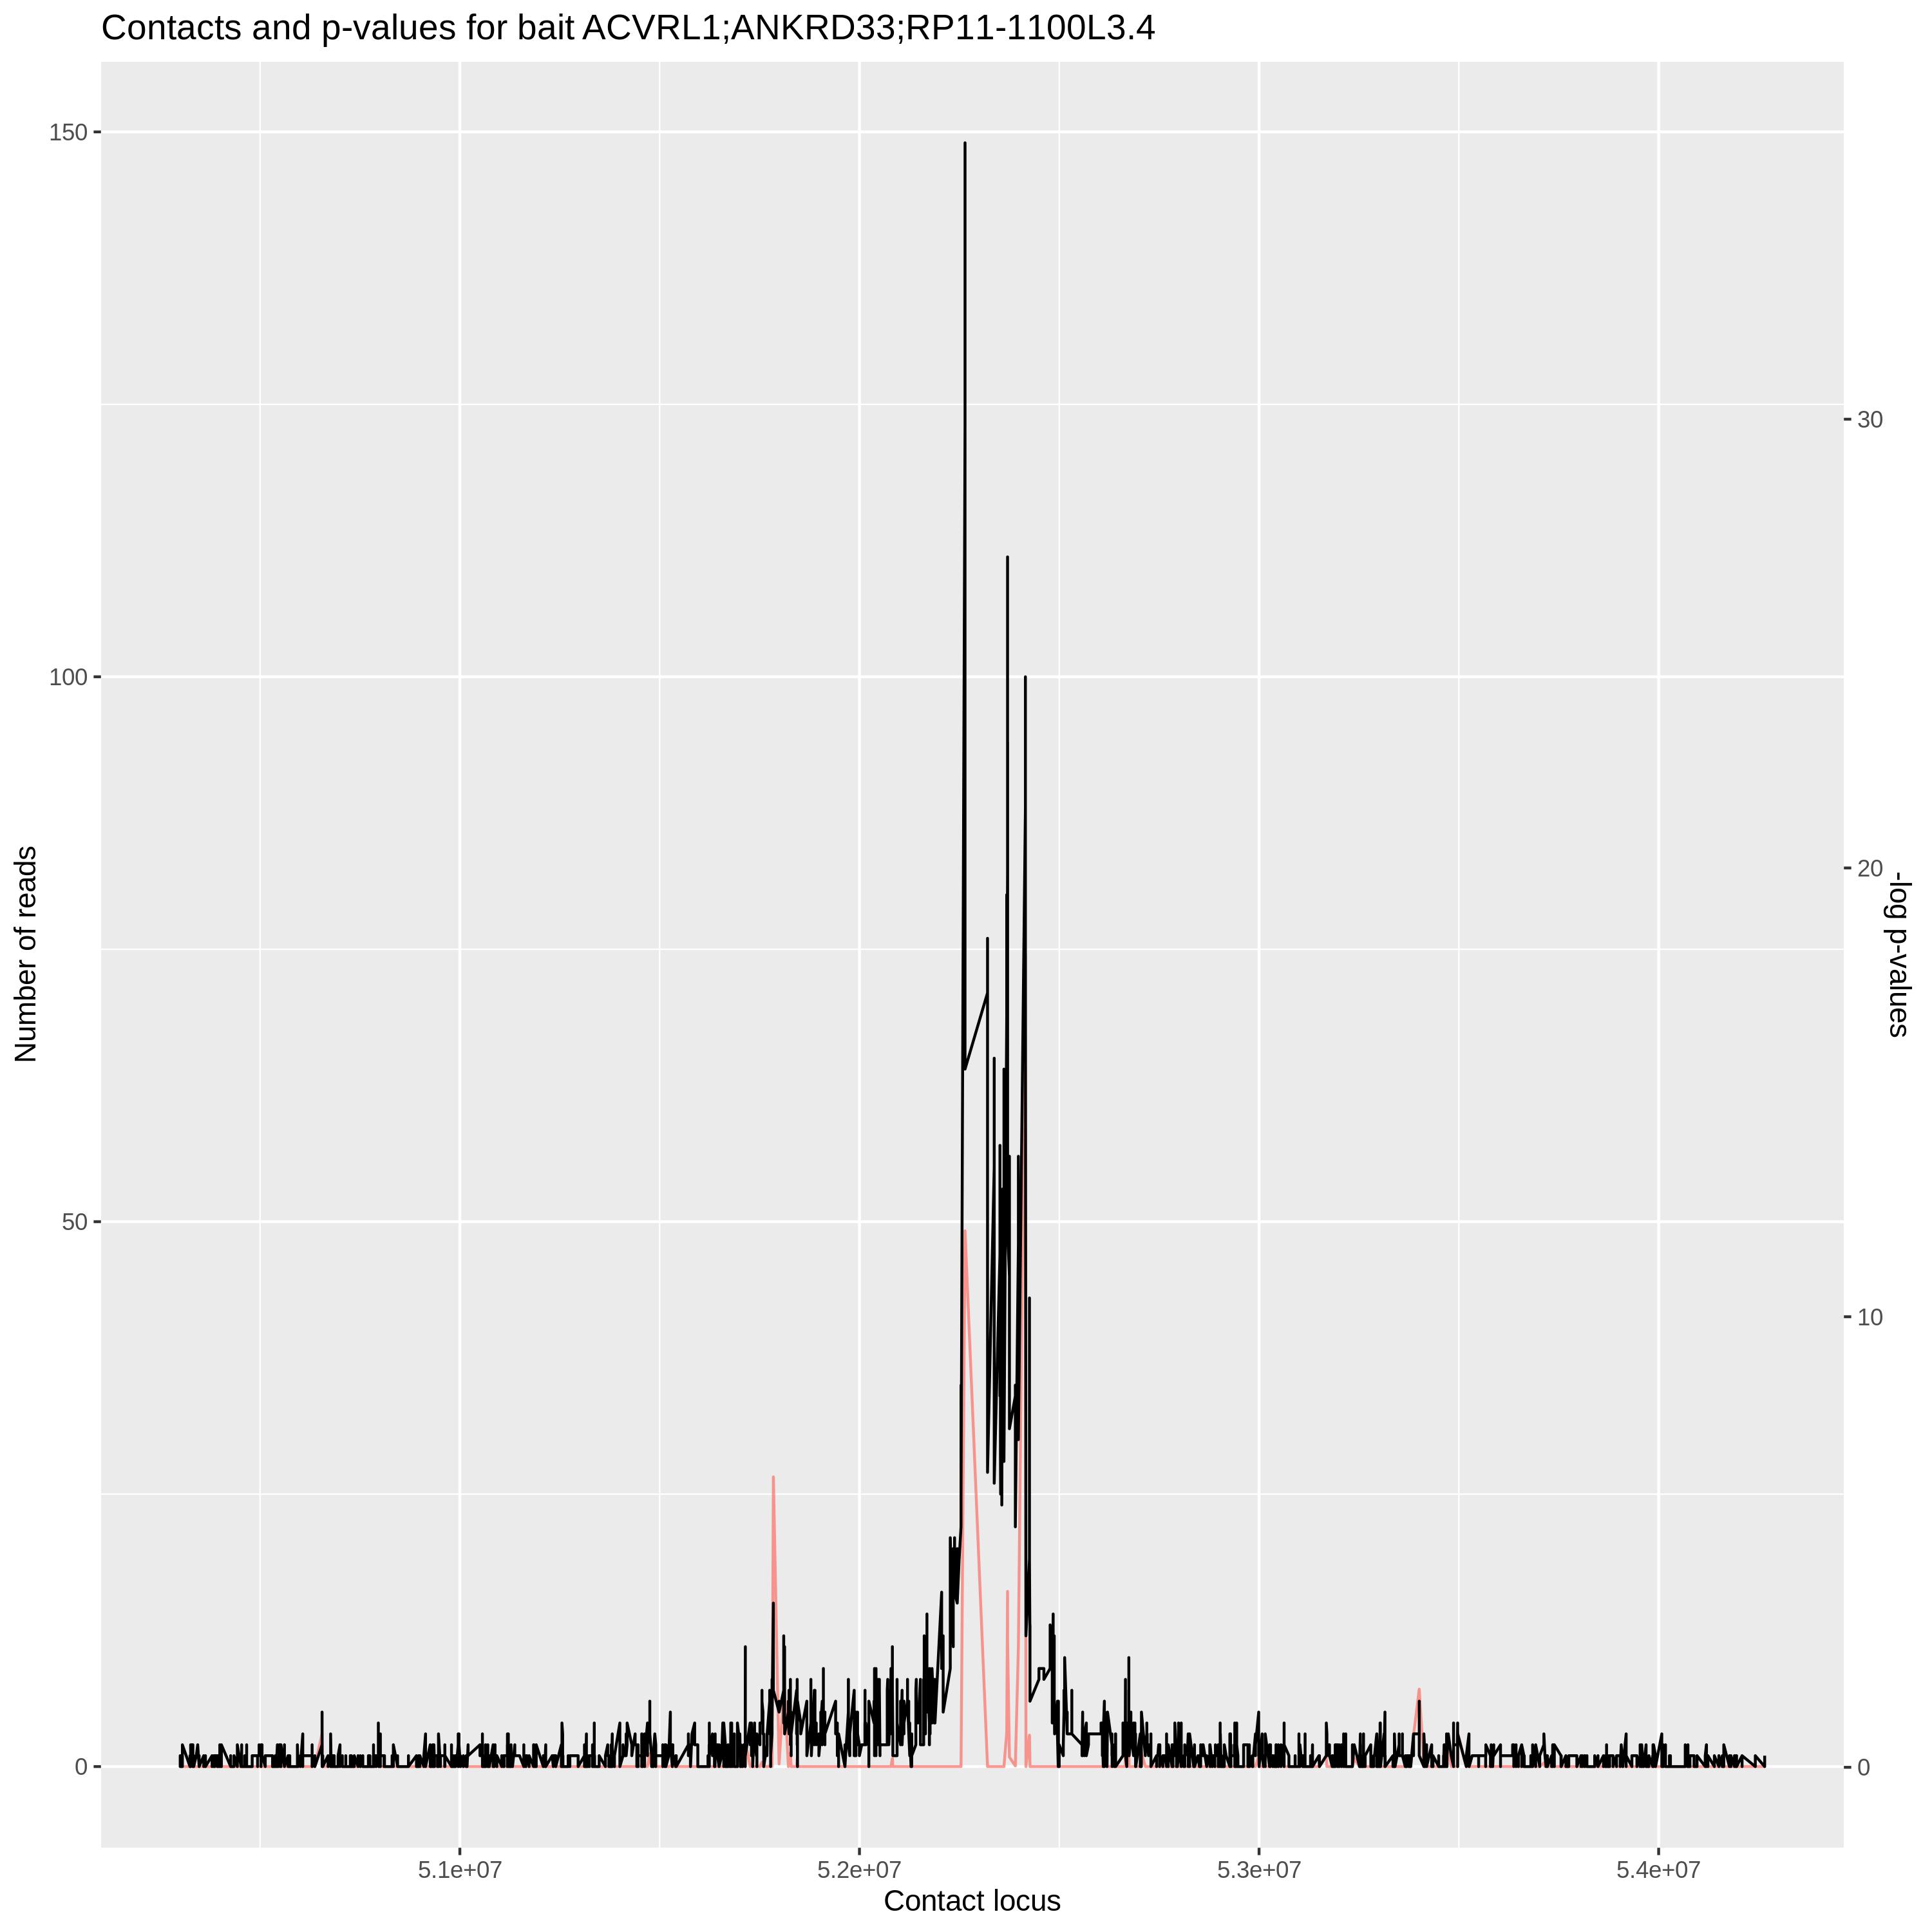 Contacts and p-values for bait ACVRL1;ANKRD33;RP11-1100L3.4
150
100
50
0
Number of reads
30
20
10
0
-log p-values
5.1e+07
5.2e+07
5.3e+07
5.4e+07
Contact locus